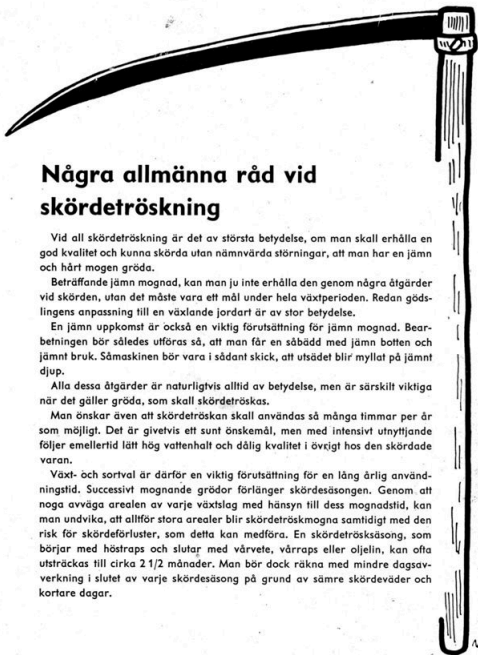 Några allmänna råd vid
skördetröskning
Vid all skördetröskning är det av största betydelse, om man skall erhålla en
god kvalitet och kunna skörda utan nämnvärda störningar, att man har en jämn
och hårt mogen gröda.
Beträffande jämn mognad, kan man ju inte erhålla den genom några åtgärder
vid skörden, utan det måste vara ett mål under hela växtperioden. Redan göds-
lingens anpassning till en växlande jordart är av stor betydelse.
En jämn uppkomst är också en viktig förutsättning för jämn mognad. Bear-
betningen bör således utföras så, att man får en såbädd med jämn botten och
jämnt bruk. Såmaskinen bör vara i sådant skick, att utsädet blir myllat på jämnt
djup.
Alla dessa åtgärder är naturligtvis alltid av betydelse, men är särskilt viktiga
när det gäller gröda, som skall skördetröskas.
Man önskar även att skördetröskan skall användas så många timmar per år
som möjligt. Det är givetvis ett sunt önskemål, men med intensivt utnyttjande
följer emellertid lätt hög vattenhalt och dålig kvalitet i övrigt hos den skördade
varan.
Växt- och sortval är därför en viktig förutsättning för en lång årlig använd-
ningstid. Successivt mognande grödor förlänger skördesäsongen. Genom att
noga avväga arealen av varje växtslag med hänsyn till dess mognadstid, kan
man undvika, att alltför stora arealer blir skördetröskmogna samtidigt med den
risk för skördeförluster, som detta kan medföra. En skördetrösksäsong, som
börjar med höstraps och slutar med vårvete, vårraps eller oljelin, kan ofta
utsträckas till cirka 2 1/2 månader. Man bör dock räkna med mindre dagsav-
verkning i slutet av varje skördesäsong på grund av sämre skördeväder och
kortare dagar.